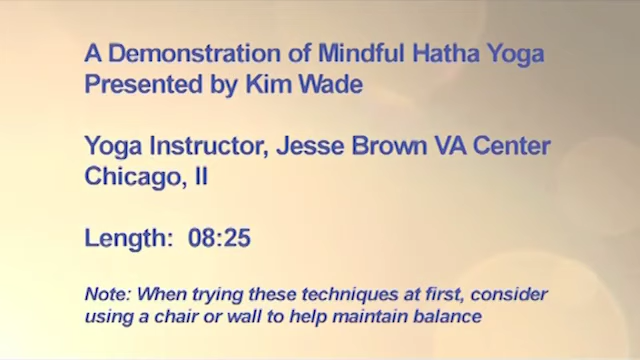 A Demonstration of Mindful Hatha Yoga
Presented by Kim Wade
Yoga Instructor, Jesse Brown VA Center
Chicago, Il
Length: 08:25
Note: When trying these techniques at first, consider
using a chair or wall to help maintain balance